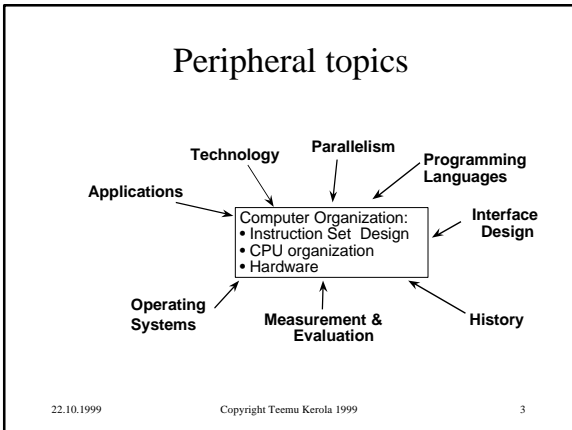 Peripheral topics
Technology
Parallelism
Programming
Languages
Applications
Computer Organization:
• Instruction Set Design
• CPU organization
• Hardware
Interface
Design
Operating
Systems
Measurement &
Evaluation
History
22.10.1999
Copyright Teemu Kerola 1999
3